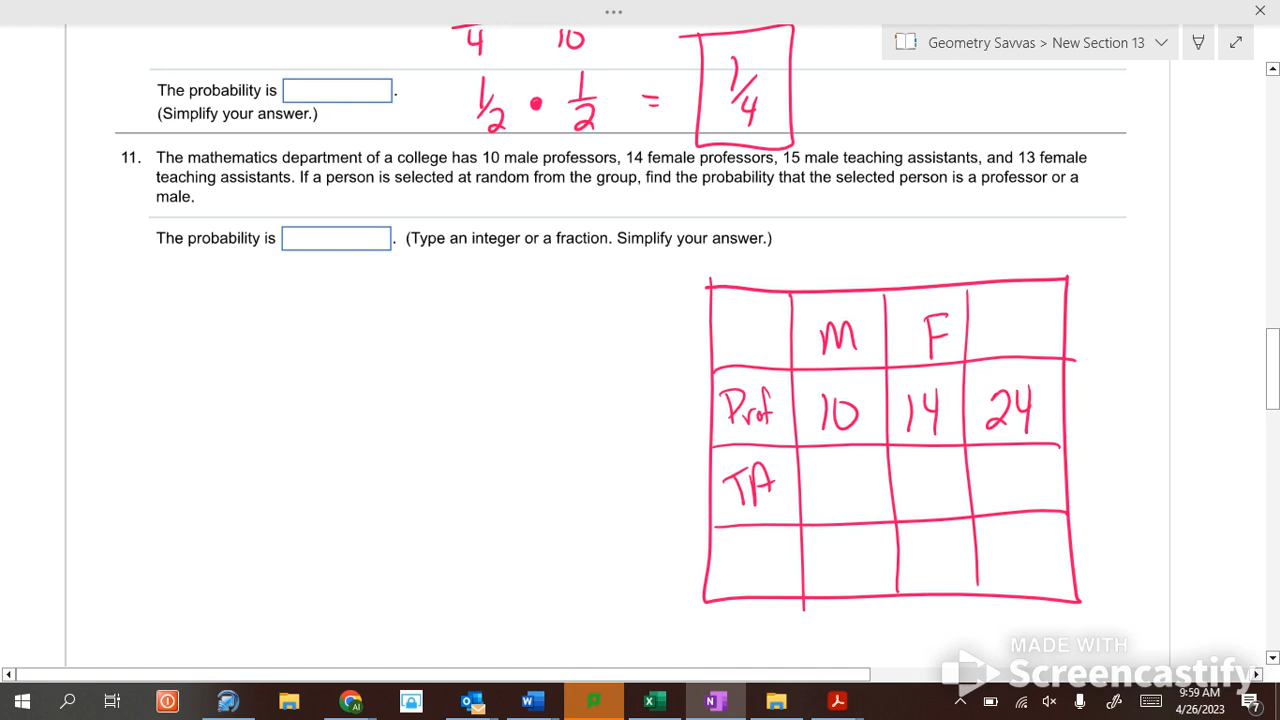 Geometry Savvas > New Section 13
4 10
The probability is .
(Simplify your answer.)
1/2 • 1/2 = 1/4
11. The mathematics department of a college has 10 male professors, 14 female professors, 15 male teaching assistants, and 13 female
teaching assistants. If a person is selected at random from the group, find the probability that the selected person is a professor or a
male.
The probability is . (Type an integer or a fraction. Simplify your answer.)
M F
Prof 10 14 24
TA
MADE WITH
Screencastify
9:59 AM
4/26/2023
7